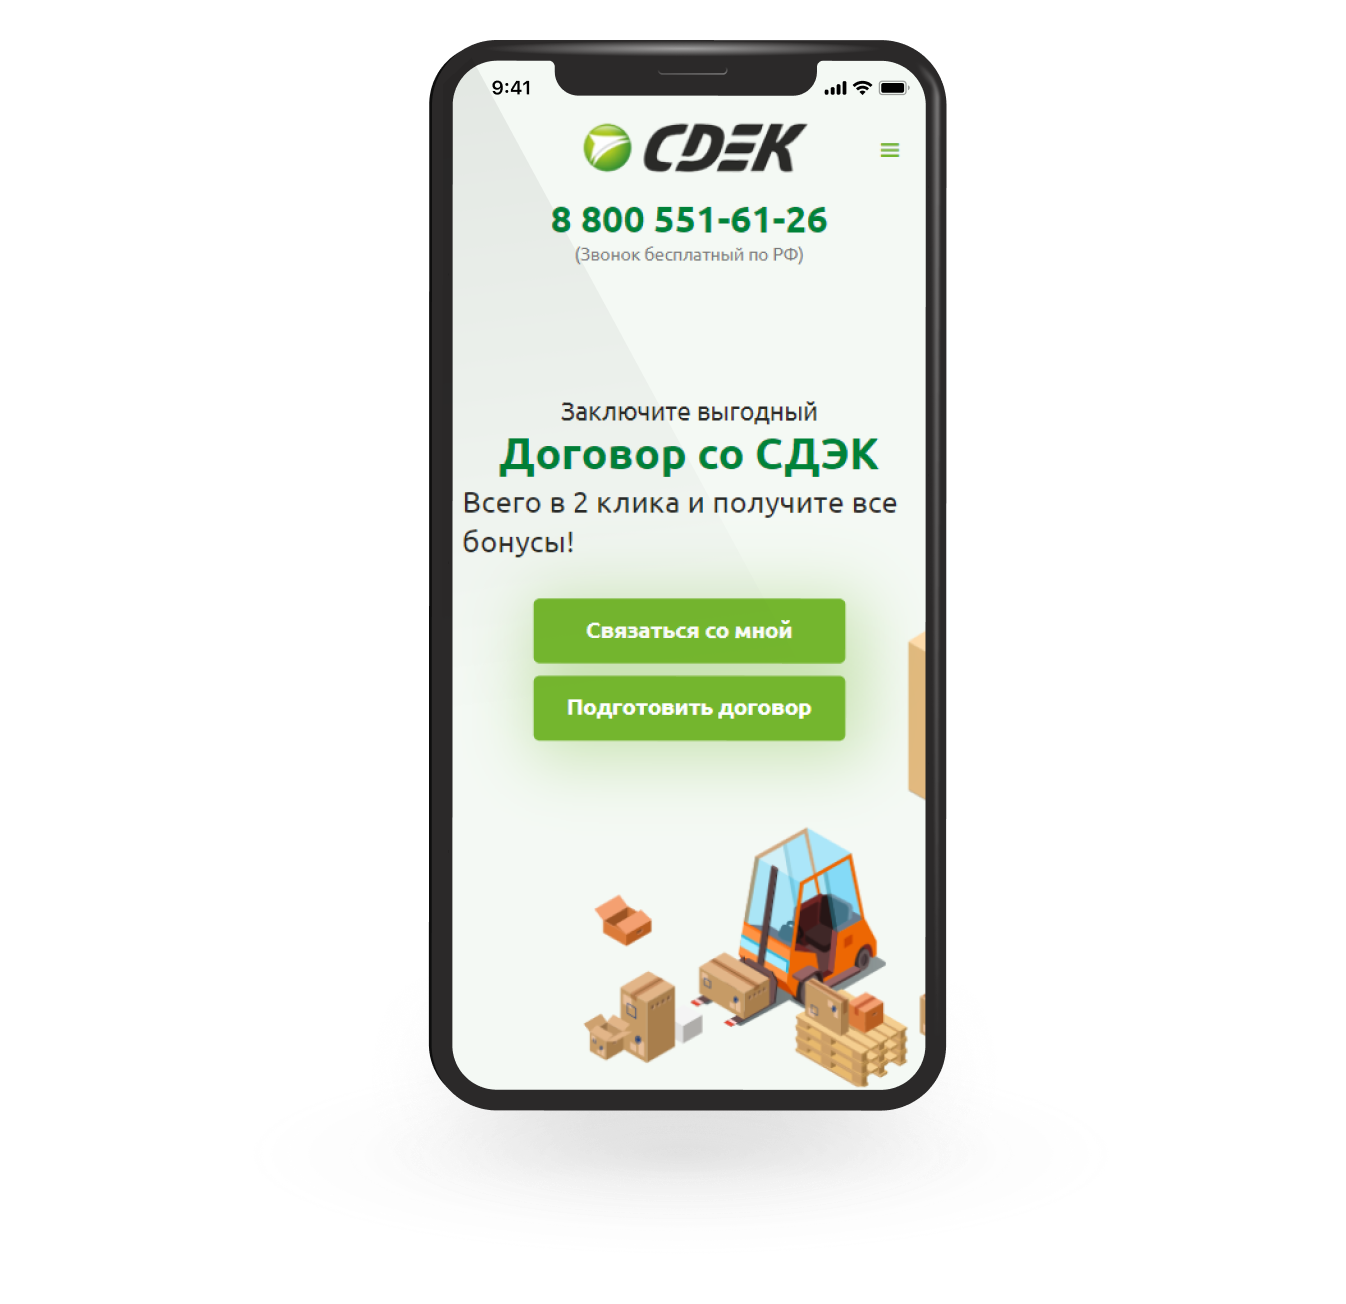 9:41
СДЕК
8 800 551-61-26
(Звонок бесплатный по РФ)
Заключите выгодный
Договор со СДЭК
Всего в 2 клика и получите все
бонусы!
Связаться со мной
Подготовить договор